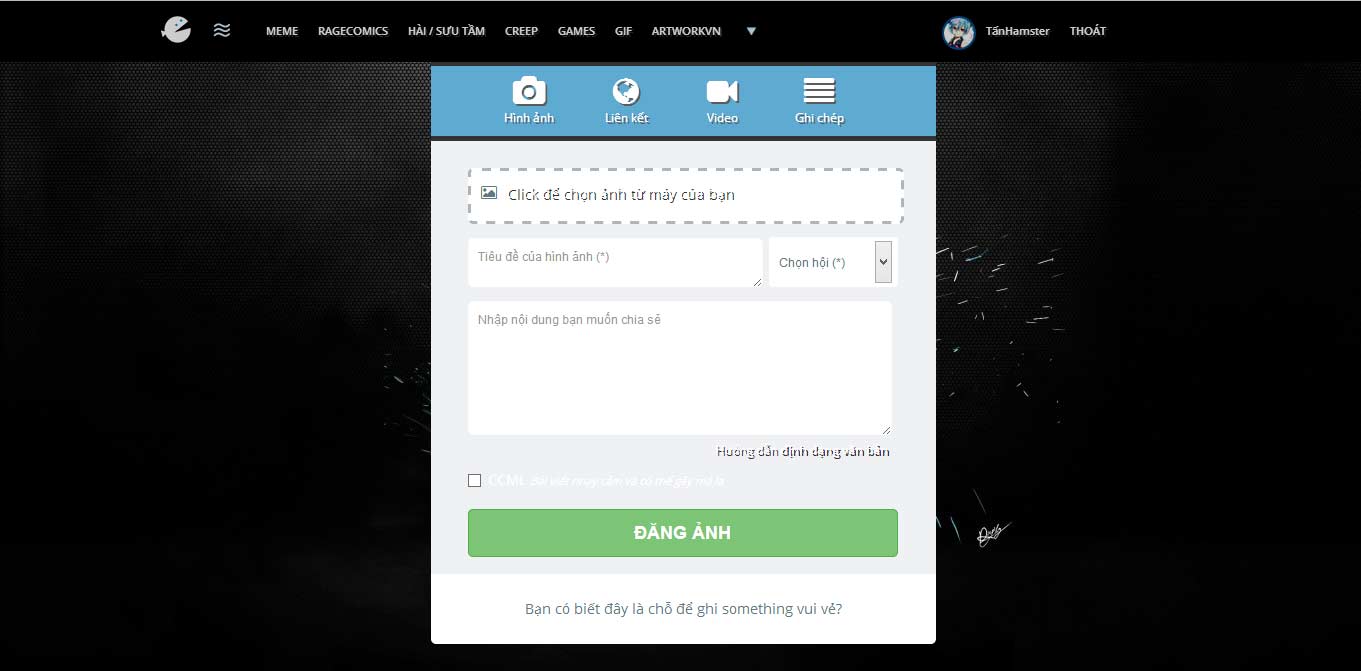 MEME RAGECOMICS HÀI / SƯU TẦM CREEP GAMES GIF ARTWORKVN ▼ TấnHamster THOÁT
Hình ảnh Liên kết Video Ghi chép
Click để chọn ảnh từ máy của bạn
Tiêu đề của hình ảnh (*) Chọn hội (*)
Nhập nội dung bạn muốn chia sẽ
Hướng dẫn định dạng văn bản
CCML Bài viết nhạy cảm và có thể gây mù lá
ĐĂNG ẢNH
Bạn có biết đây là chỗ để ghi something vui vẻ?